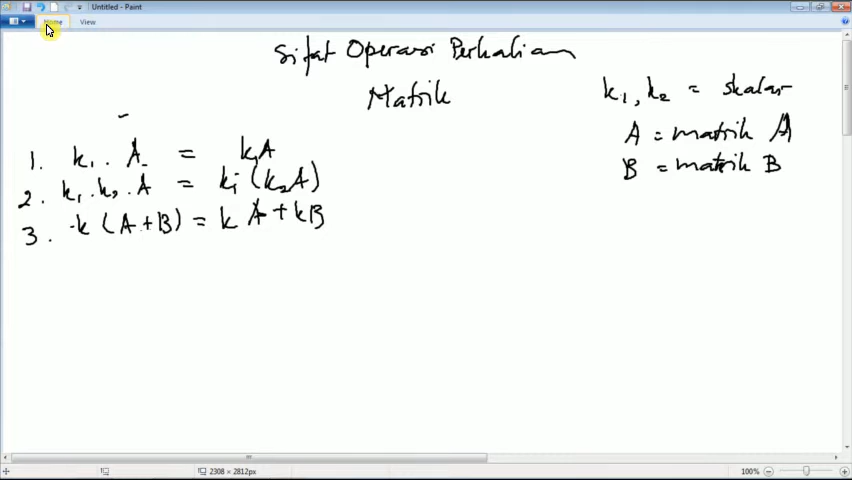 Untitled - Paint
Home View
Sifat Operasi Perkalian
Matrik
k₁, k₂ = skalar
A = matrik A
B = matrik B
1. k₁ . A = k₁A
2. k₁ . k₂ . A = k₁ (k₂A)
3. k (A+B) = k A + kB
2308 × 2812px 100%